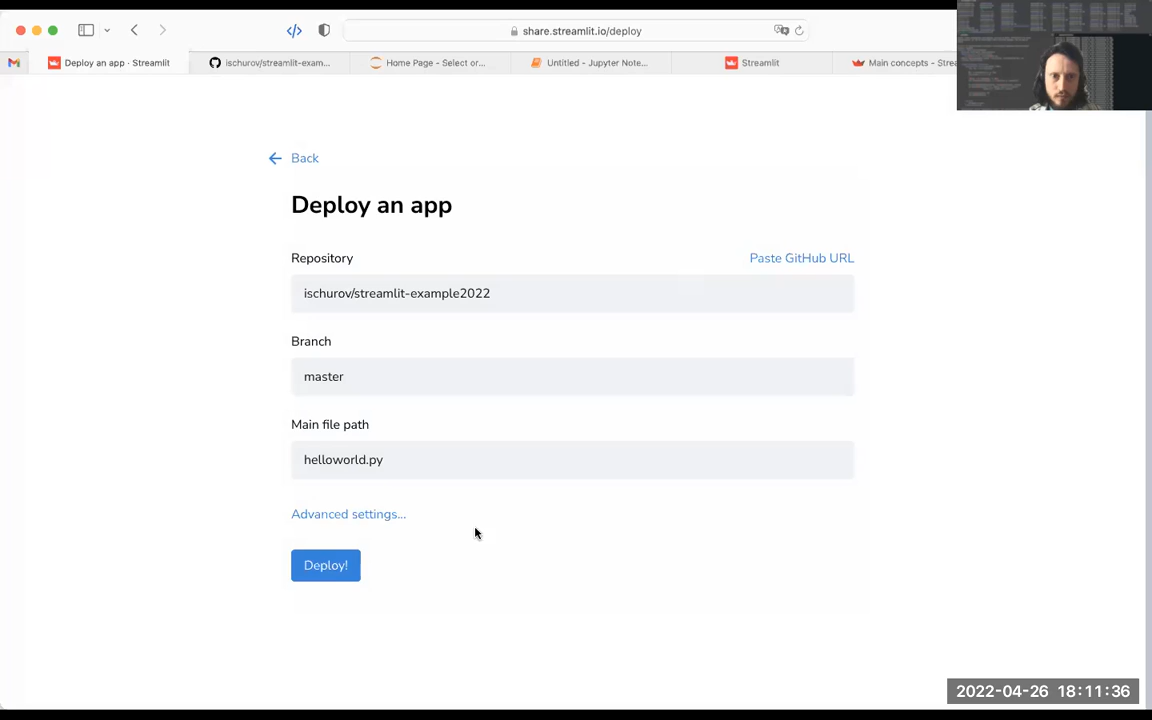 share.streamlit.io/deploy
Deploy an app · Streamlit
ischurov/streamlit-exam...
Home Page - Select or...
Untitled - Jupyter Note...
Streamlit
Main concepts - Strea
Back
Deploy an app
Repository
Paste GitHub URL
ischurov/streamlit-example2022
Branch
master
Main file path
helloworld.py
Advanced settings...
Deploy!
2022-04-26 18:11:36